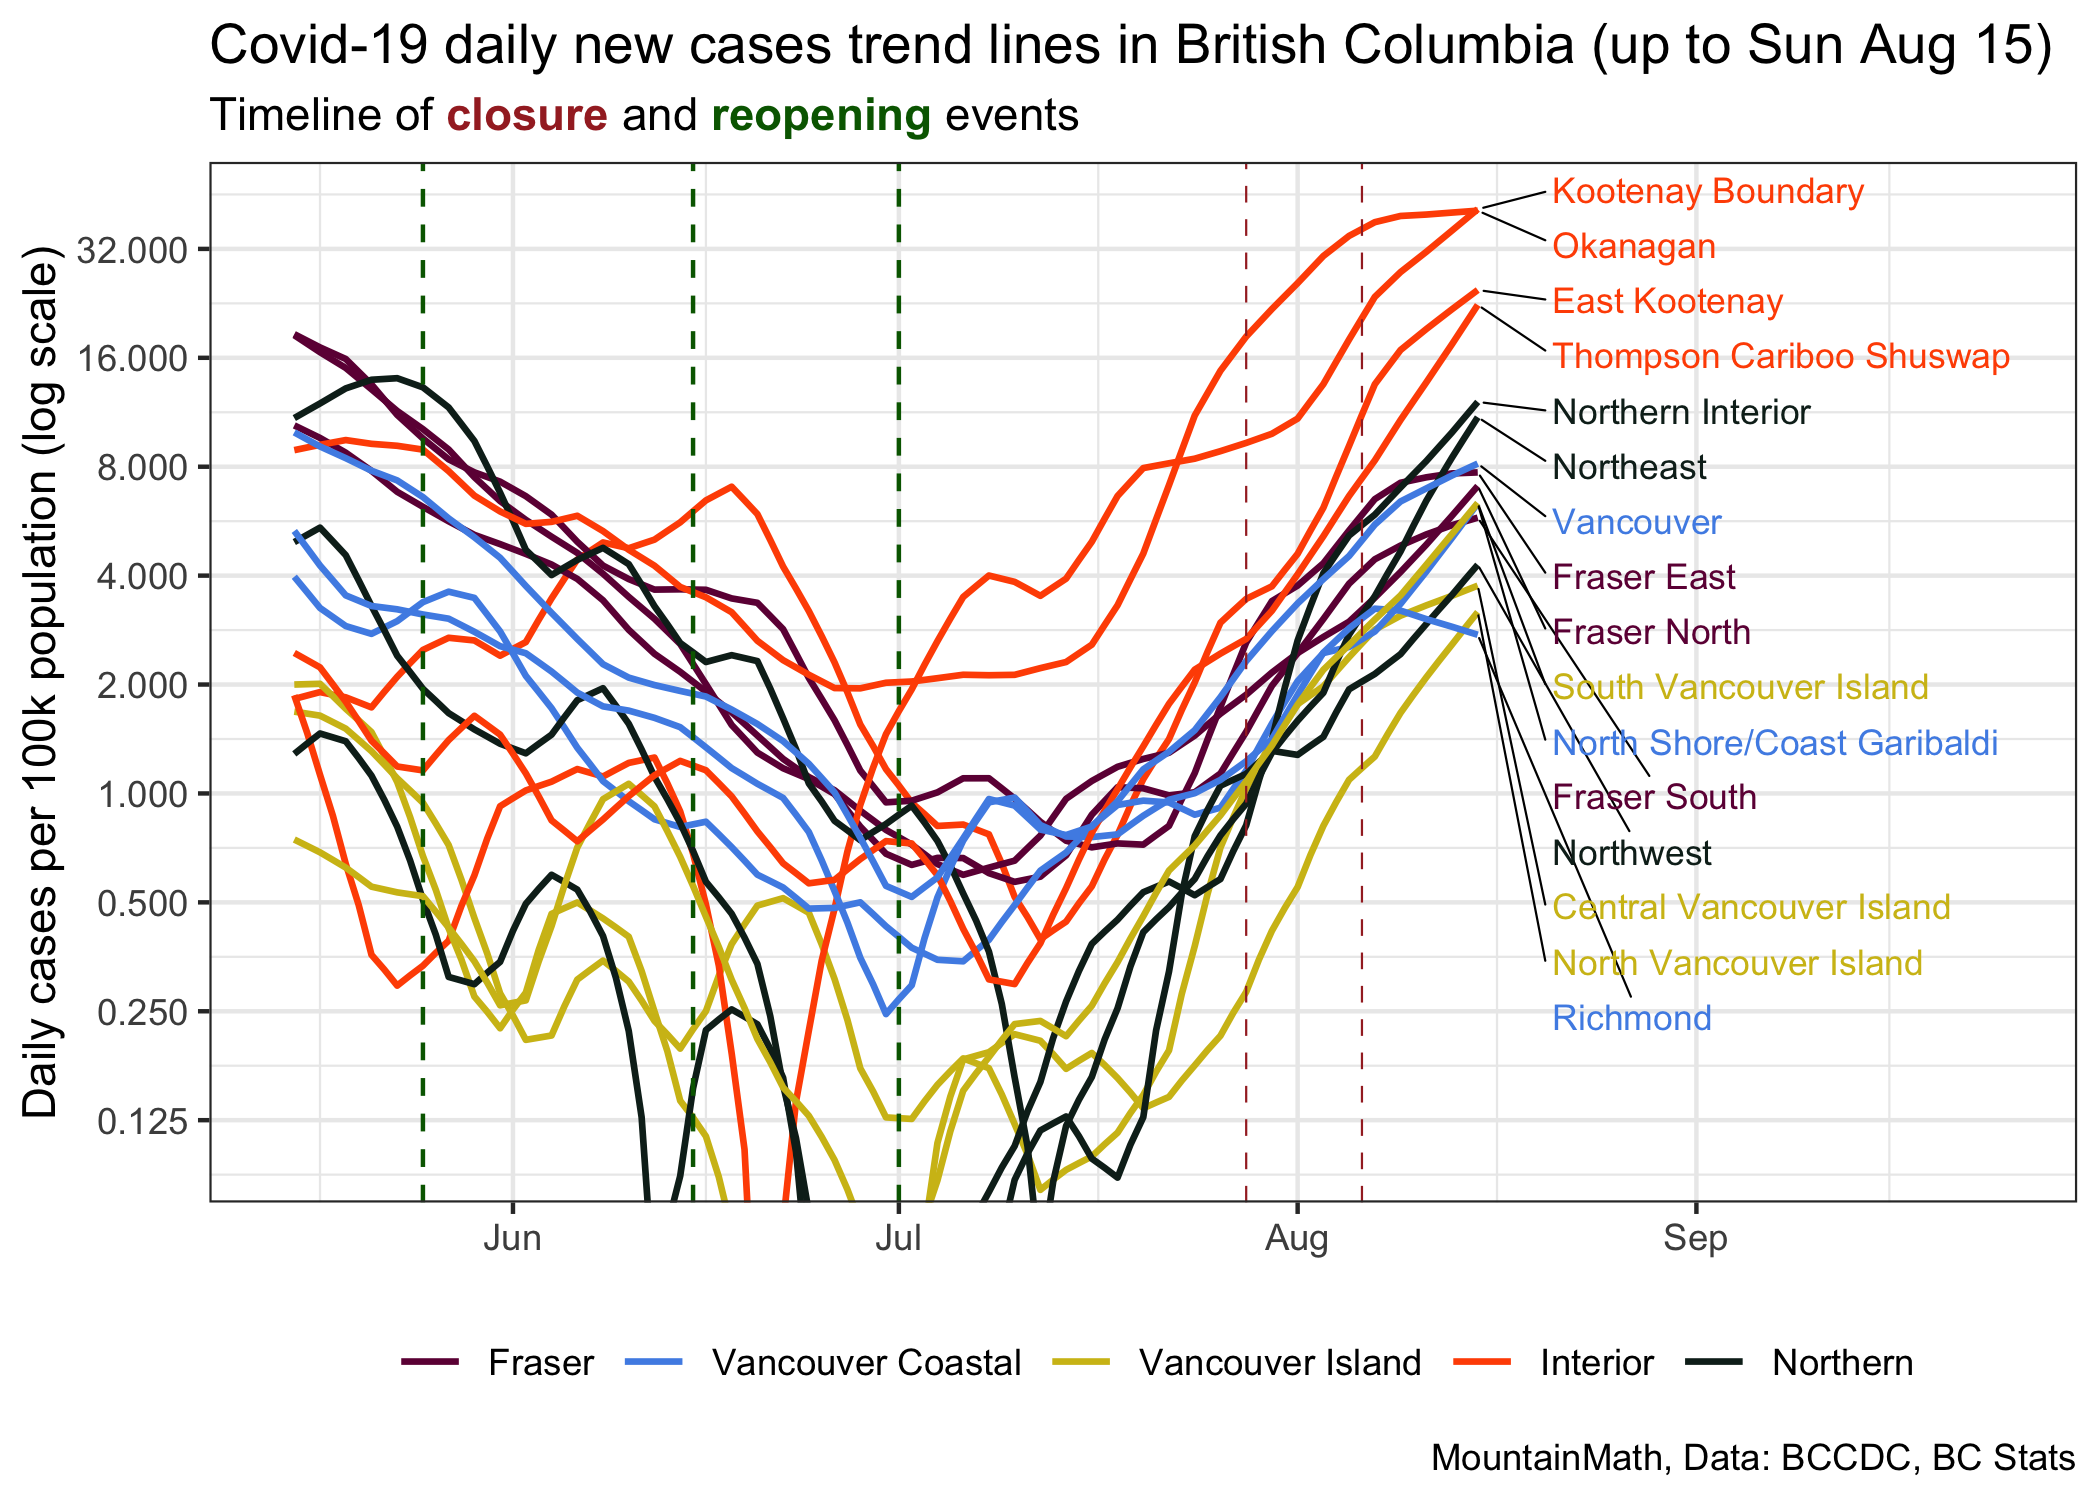 Covid-19 daily new cases trend lines in British Columbia (up to Sun Aug 15)
Timeline of closure and reopening events
Daily cases per 100k population (log scale)
32.000
16.000
8.000
4.000
2.000
1.000
0.500
0.250
0.125
Kootenay Boundary
Okanagan
East Kootenay
Thompson Cariboo Shuswap
Northern Interior
Northeast
Vancouver
Fraser East
Fraser North
South Vancouver Island
North Shore/Coast Garibaldi
Fraser South
Northwest
Central Vancouver Island
North Vancouver Island
Richmond
Jun Jul Aug Sep
Fraser Vancouver Coastal Vancouver Island Interior Northern
MountainMath, Data: BCCDC, BC Stats